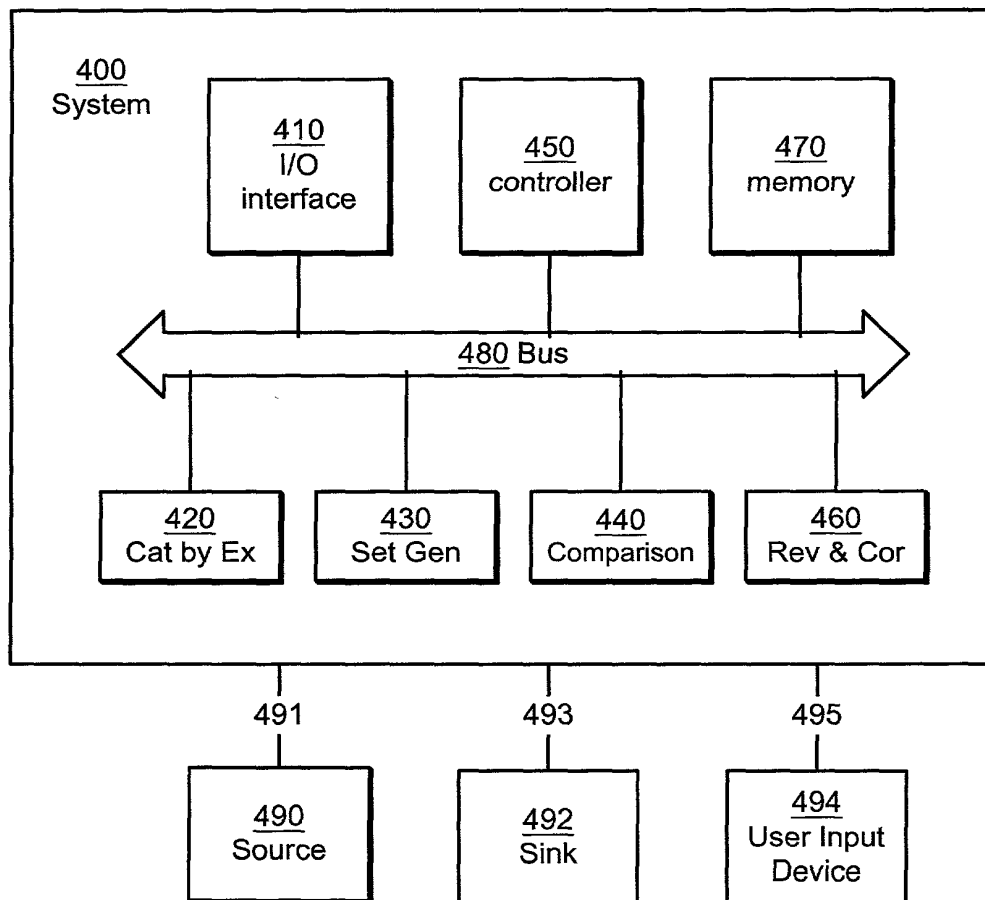 400
System
410
I/O
interface
450
controller
470
memory
480 Bus
420
Cat by Ex
430
Set Gen
440
Comparison
460
Rev & Cor
491
493
495
490
Source
492
Sink
494
User Input
Device